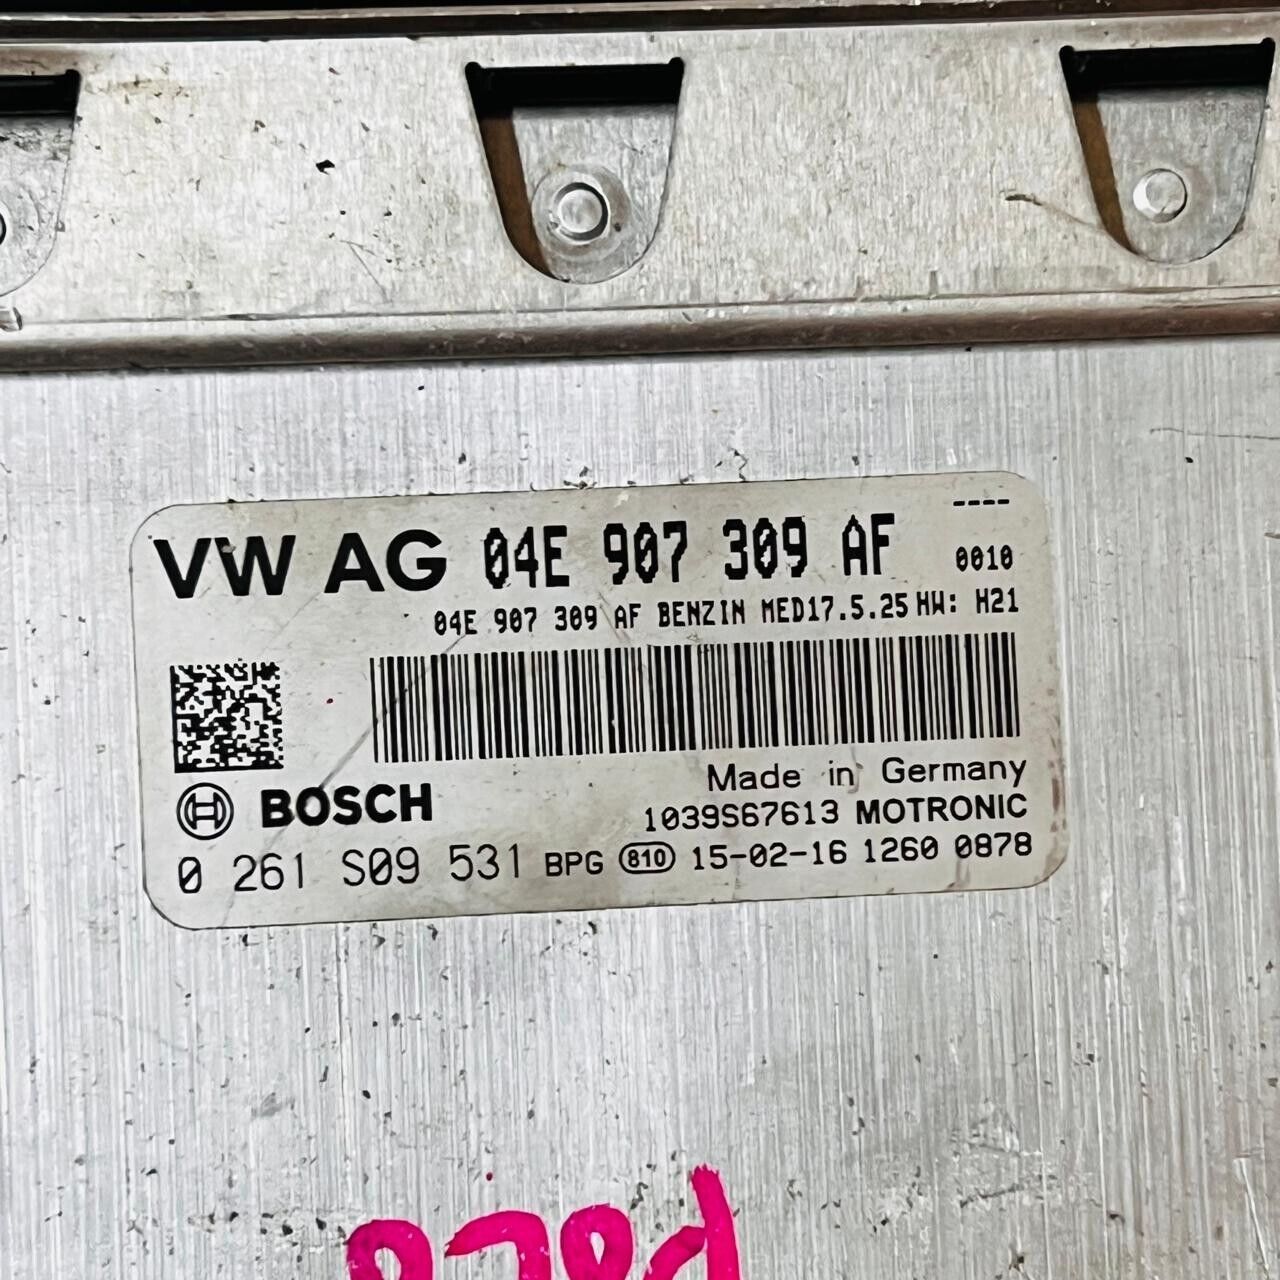 ----
VW AG 04E 907 309 AF 0010
04E 907 309 AF BENZIN MED17.5.25 HW: H21
Made in Germany
BOSCH 1039S67613 MOTRONIC
0 261 S09 531 BPG 810 15-02-16 1260 0878